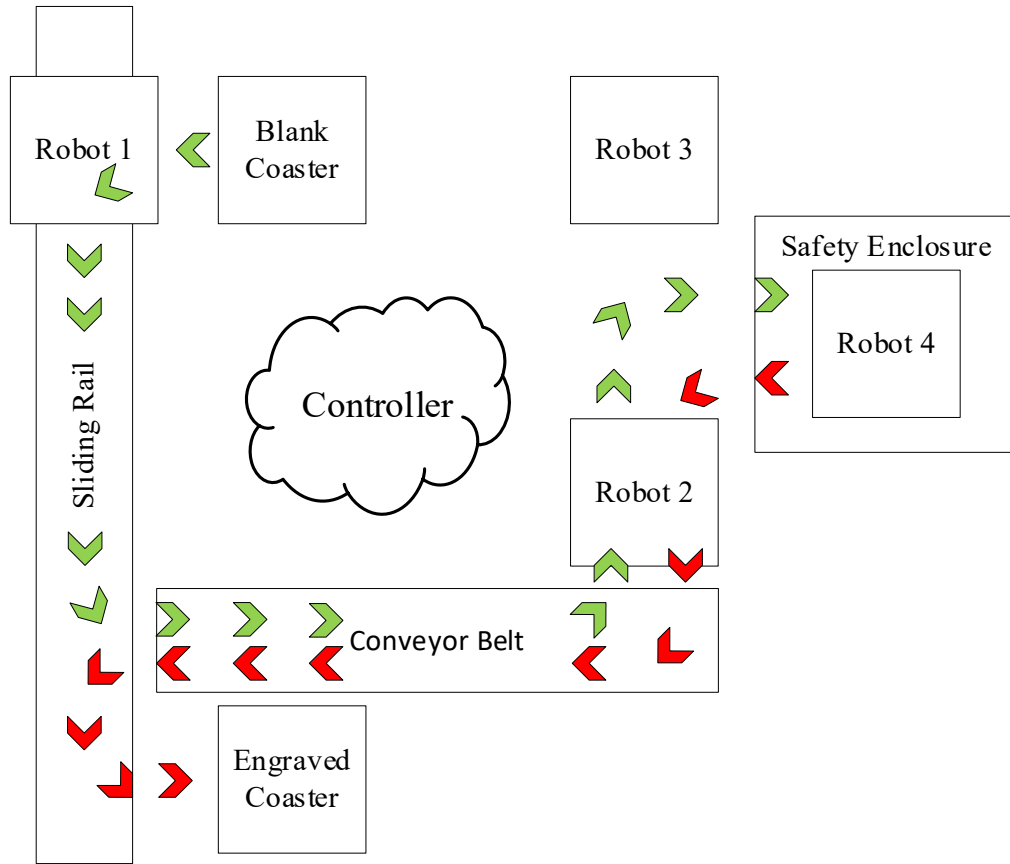 Robot 1
Blank
Coaster
Robot 3
Safety Enclosure
Robot 4
Controller
Sliding Rail
Robot 2
Conveyor Belt
Engraved
Coaster